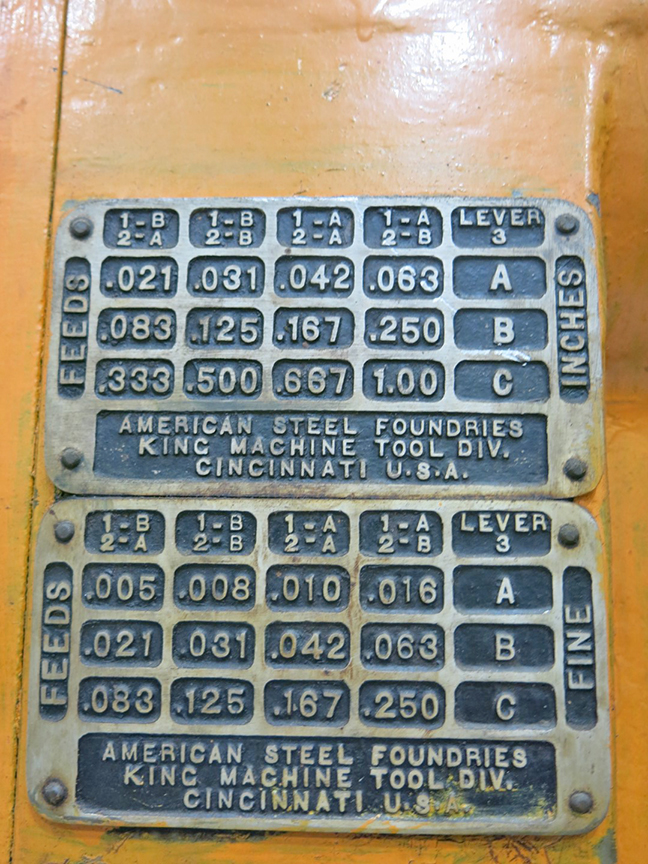 1-B 1-B 1-A 1-A LEVER
2-A 2-B 2-A 2-B 3
FEEDS
.021 .031 .042 .063 A
.083 .125 .167 .250 B
.333 .500 .667 1.00 C
INCHES
AMERICAN STEEL FOUNDRIES
KING MACHINE TOOL DIV.
CINCINNATI U.S.A.
1-B 1-B 1-A 1-A LEVER
2-A 2-B 2-A 2-B 3
FEEDS
.005 .008 .010 .016 A
.021 .031 .042 .063 B
.083 .125 .167 .250 C
FINE
AMERICAN STEEL FOUNDRIES
KING MACHINE TOOL DIV.
CINCINNATI U.S.A.